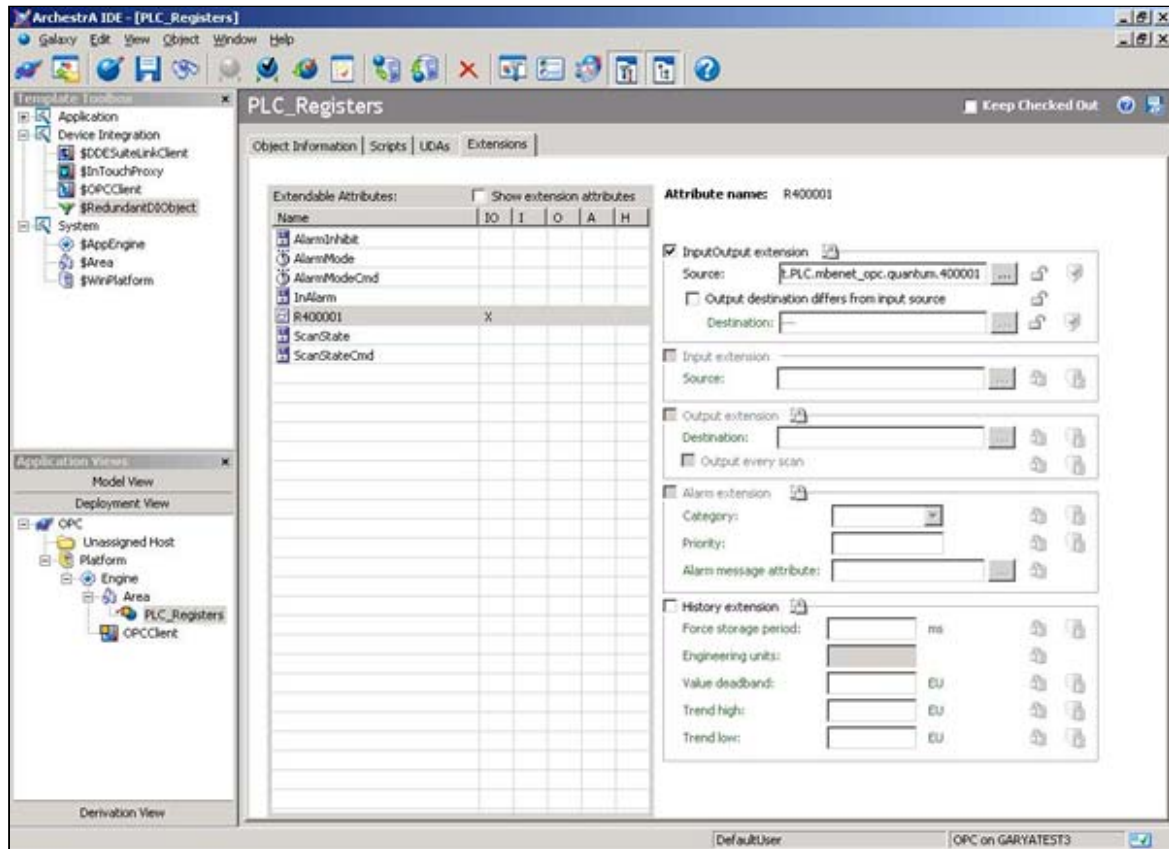 ArchestrA IDE - [PLC_Registers]
Galaxy Edit View Object Window Help
Template Toolbox
Application
Device Integration
$DDESuiteLinkClient
$InTouchProxy
$OPCClient
$RedundantDIObject
System
$AppEngine
$Area
$WinPlatform
Application Views
Model View
Deployment View
OPC
Unassigned Host
Platform
Engine
Area
PLC_Registers
OPCClient
Derivation View
PLC_Registers
Keep Checked Out
Object Information Scripts UDAs Extensions
Extendable Attributes: Show extension attributes
Name IO I O A H
AlarmInhibit
AlarmMode
AlarmModeCmd
InAlarm
R400001 X
ScanState
ScanStateCmd
Attribute name: R400001
InputOutput extension
Source: t.PLC.mbenet_opc.quantum.400001 ...
Output destination differs from input source
Destination: --- ...
Input extension
Source: ...
Output extension
Destination: ...
Output every scan
Alarm extension
Category:
Priority:
Alarm message attribute: ...
History extension
Force storage period: ms
Engineering units:
Value deadband: EU
Trend high: EU
Trend low: EU
DefaultUser OPC on GARYATEST3